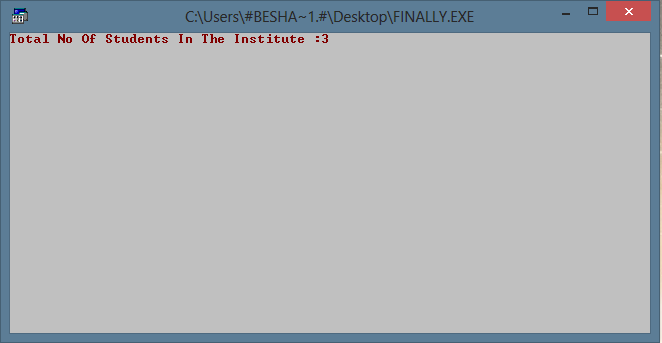 C:\Users\#BESHA~1.#\Desktop\FINALLY.EXE
Total No Of Students In The Institute :3